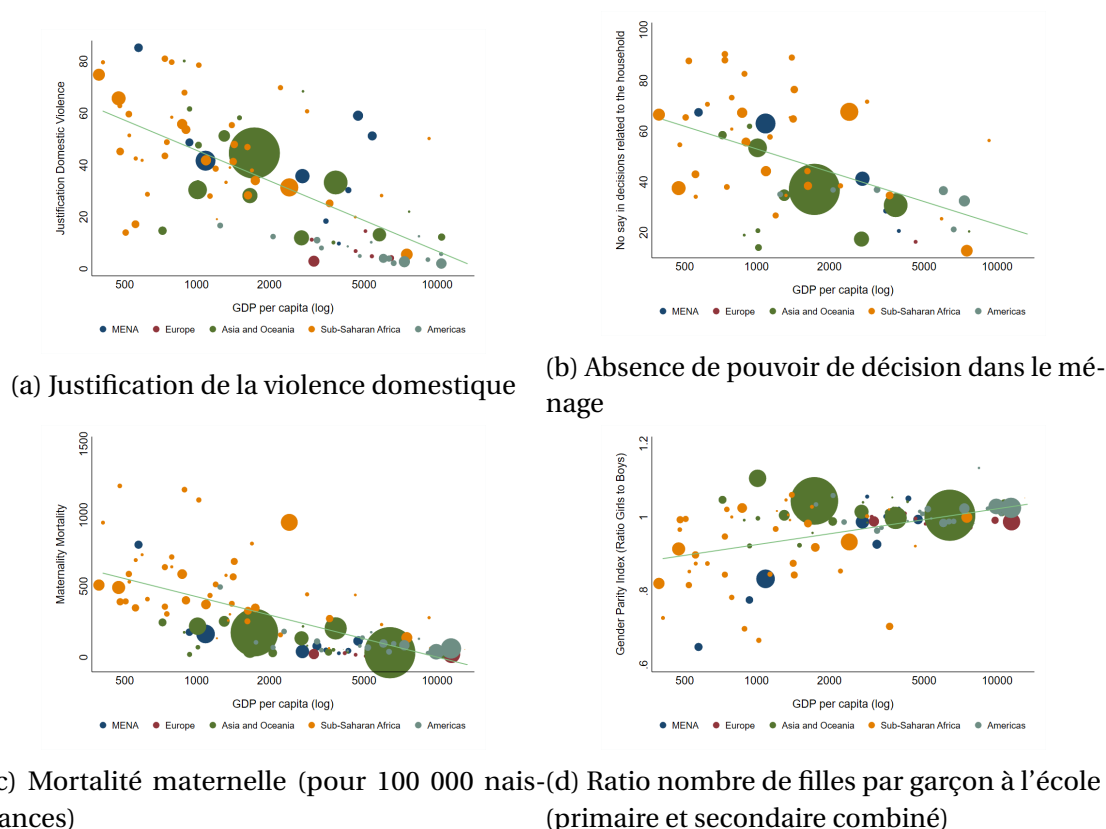 Justification Domestic Violence
0 20 40 60 80
500 1000 2000 5000 10000
GDP per capita (log)
MENA Europe Asia and Oceania Sub-Saharan Africa Americas
(a) Justification de la violence domestique
No say in decisions related to the household
20 40 60 80 100
500 1000 2000 5000 10000
GDP per capita (log)
MENA Europe Asia and Oceania Sub-Saharan Africa Americas
(b) Absence de pouvoir de décision dans le mé-
nage
Maternality Mortality
0 500 1000 1500
500 1000 2000 5000 10000
GDP per capita (log)
MENA Europe Asia and Oceania Sub-Saharan Africa Americas
c) Mortalité maternelle (pour 100 000 nais-
ances)
Gender Parity Index (Ratio Girls to Boys)
.6 .8 1 1.2
500 1000 2000 5000 10000
GDP per capita (log)
MENA Europe Asia and Oceania Sub-Saharan Africa Americas
(d) Ratio nombre de filles par garçon à l'école
(primaire et secondaire combiné)